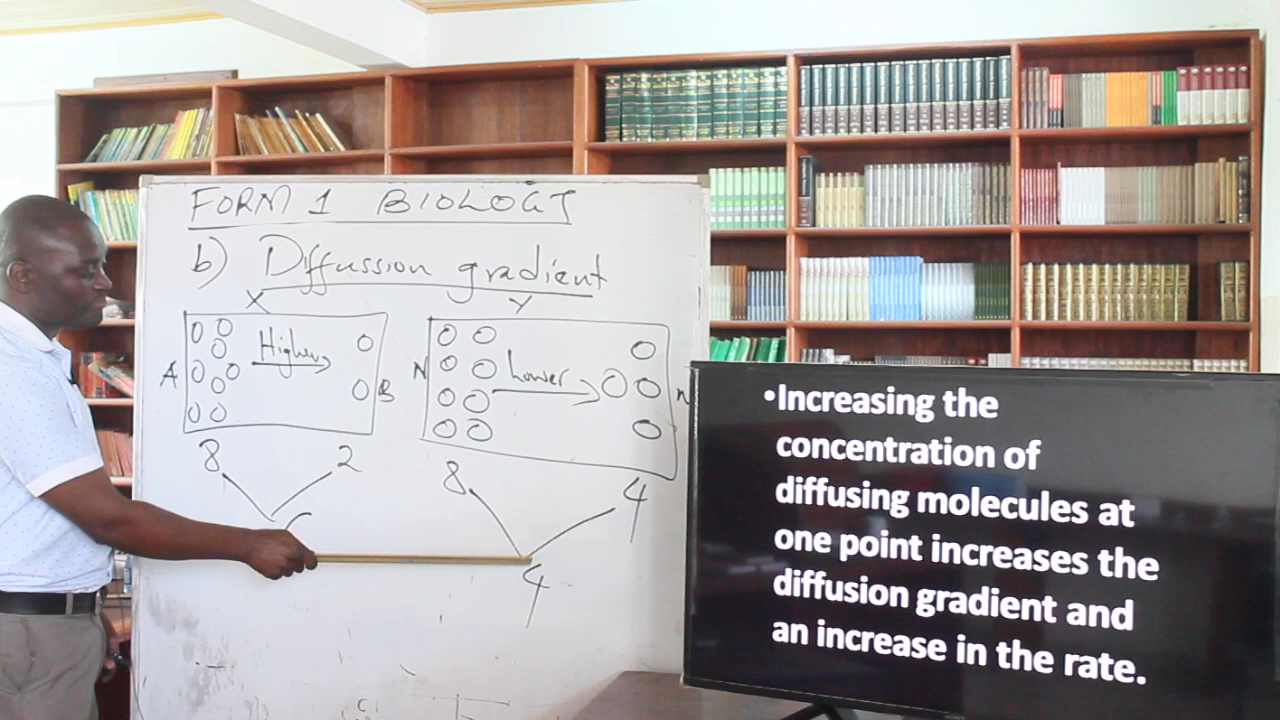 FORM 1 BIOLOGY
b) Diffussion gradient
X Y
A Higher B
N Lower n
8 2 8 4
4
•Increasing the
concentration of
diffusing molecules at
one point increases the
diffusion gradient and
an increase in the rate.